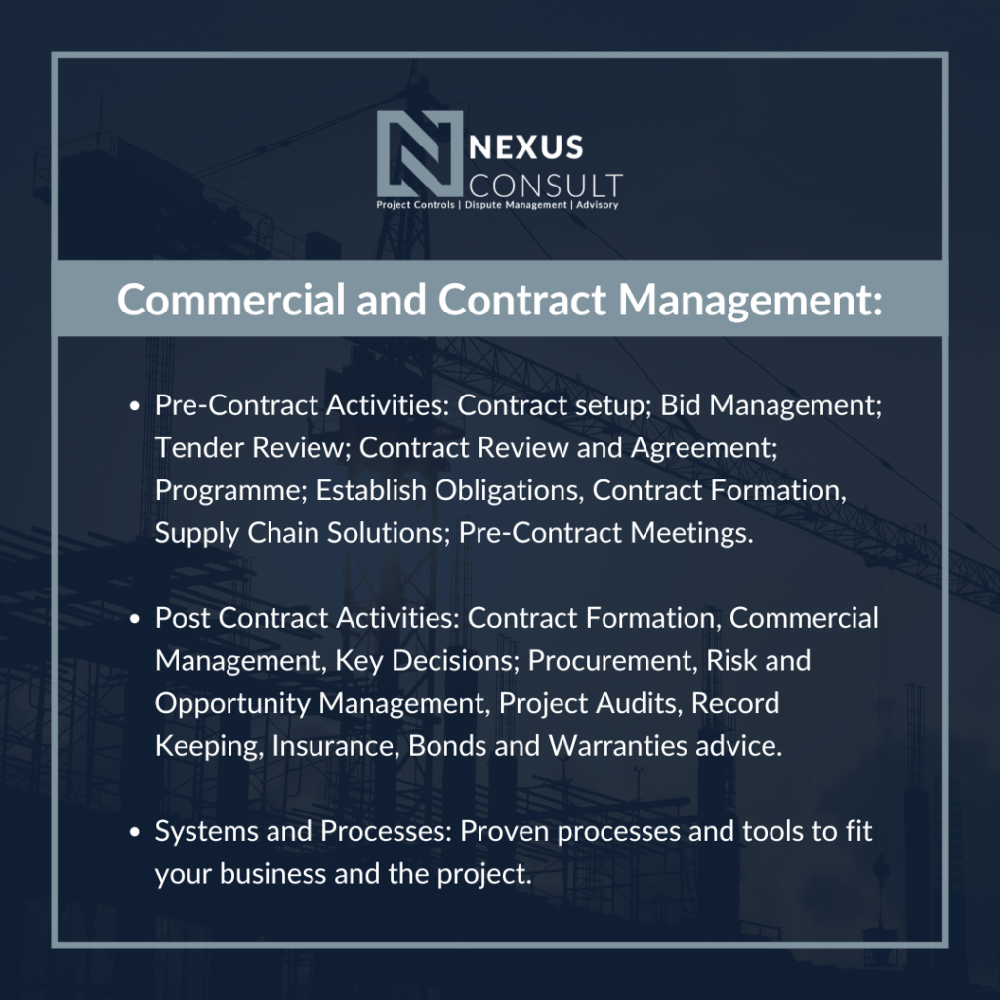 NEXUS
CONSULT
Project Controls | Dispute Management | Advisory
Commercial and Contract Management:
• Pre-Contract Activities: Contract setup; Bid Management;
Tender Review; Contract Review and Agreement;
Programme; Establish Obligations, Contract Formation,
Supply Chain Solutions; Pre-Contract Meetings.
• Post Contract Activities: Contract Formation, Commercial
Management, Key Decisions; Procurement, Risk and
Opportunity Management, Project Audits, Record
Keeping, Insurance, Bonds and Warranties advice.
• Systems and Processes: Proven processes and tools to fit
your business and the project.